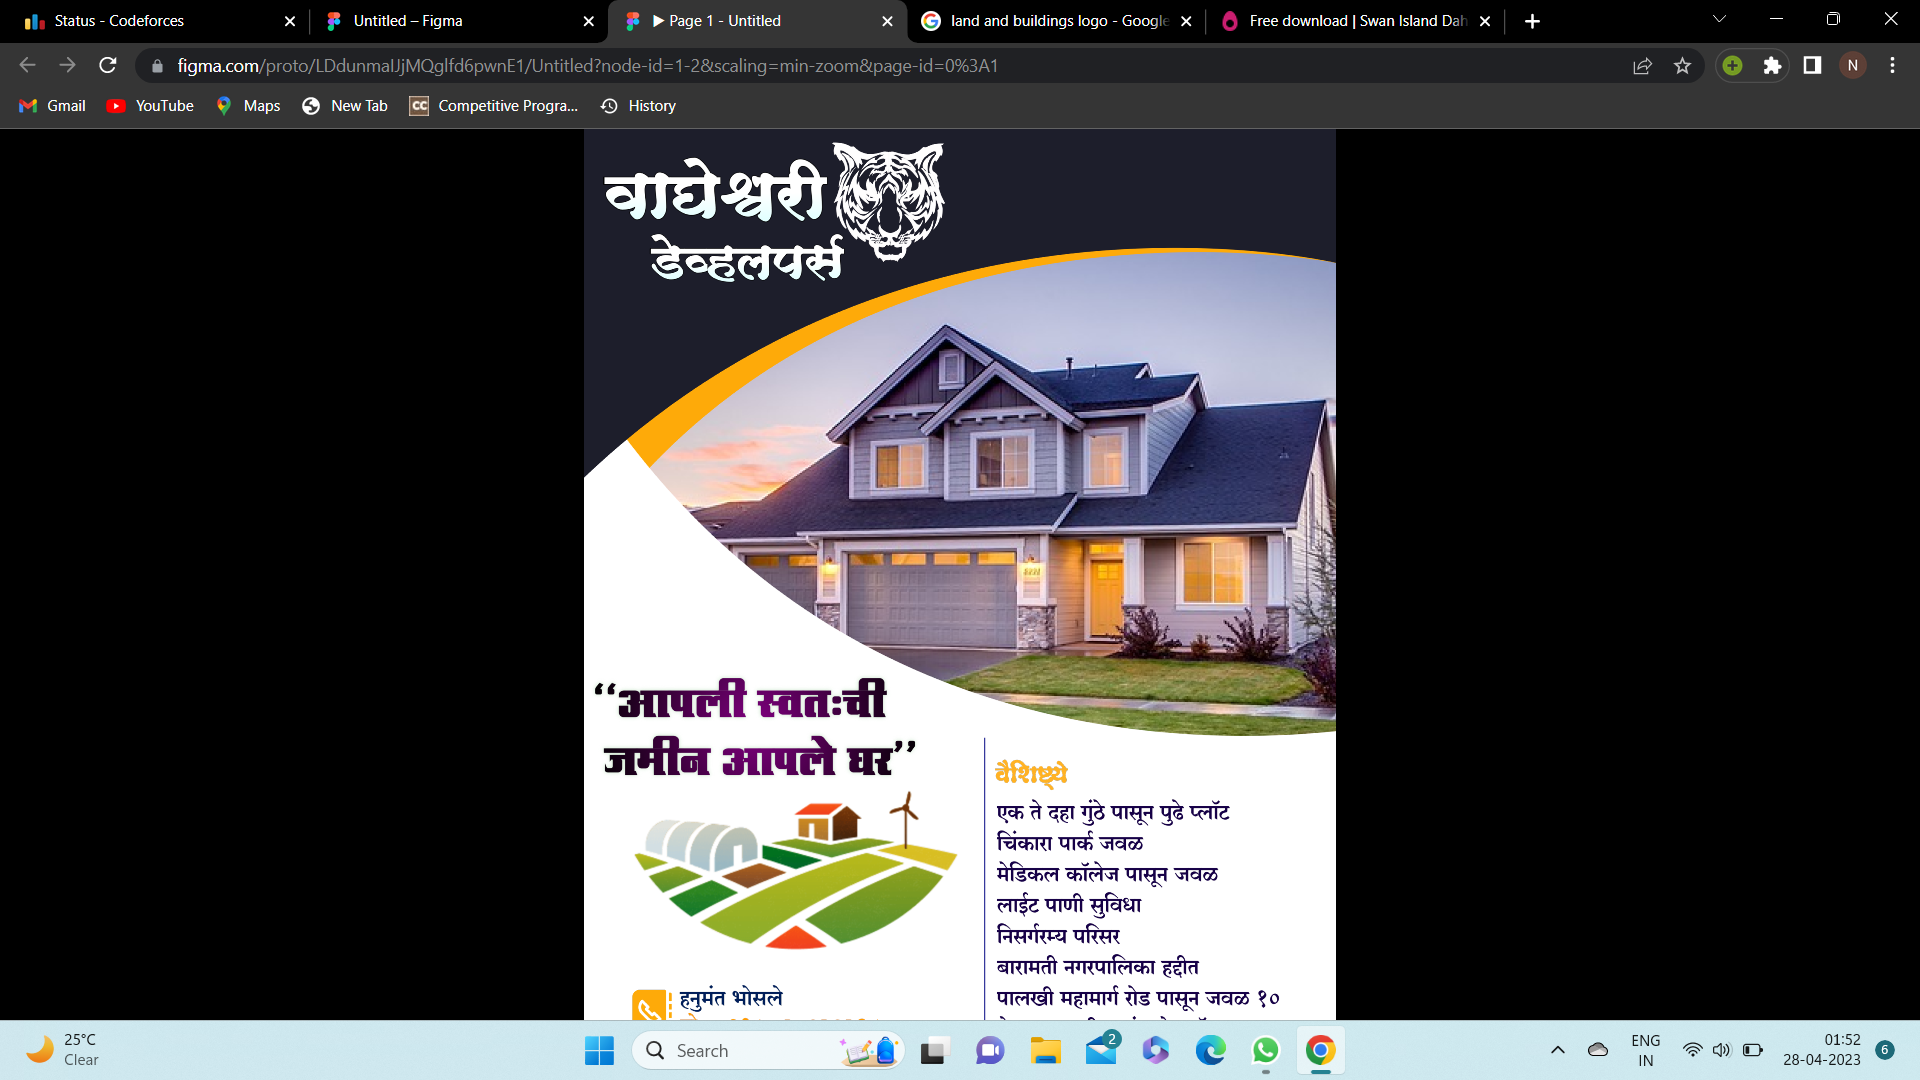 Status - Codeforces
Untitled – Figma
▶ Page 1 - Untitled
land and buildings logo - Google
Free download | Swan Island Dah
figma.com/proto/LDdunmalJjMQglfd6pwnE1/Untitled?node-id=1-2&scaling=min-zoom&page-id=0%3A1
N
Gmail
YouTube
Maps
New Tab
CC Competitive Progra...
History
वाघेश्वरी
डेव्हलपर्स
“आपली स्वतःची
जमीन आपले घर”
वैशिष्ट्ये
एक ते दहा गुंठे पासून पुढे प्लॉट
चिंकारा पार्क जवळ
मेडिकल कॉलेज पासून जवळ
लाईट पाणी सुविधा
निसर्गरम्य परिसर
बारामती नगरपालिका हद्दीत
पालखी महामार्ग रोड पासून जवळ १०
हनुमंत भोसले
25°C
Clear
Search
2
ENG
IN
01:52
28-04-2023
6